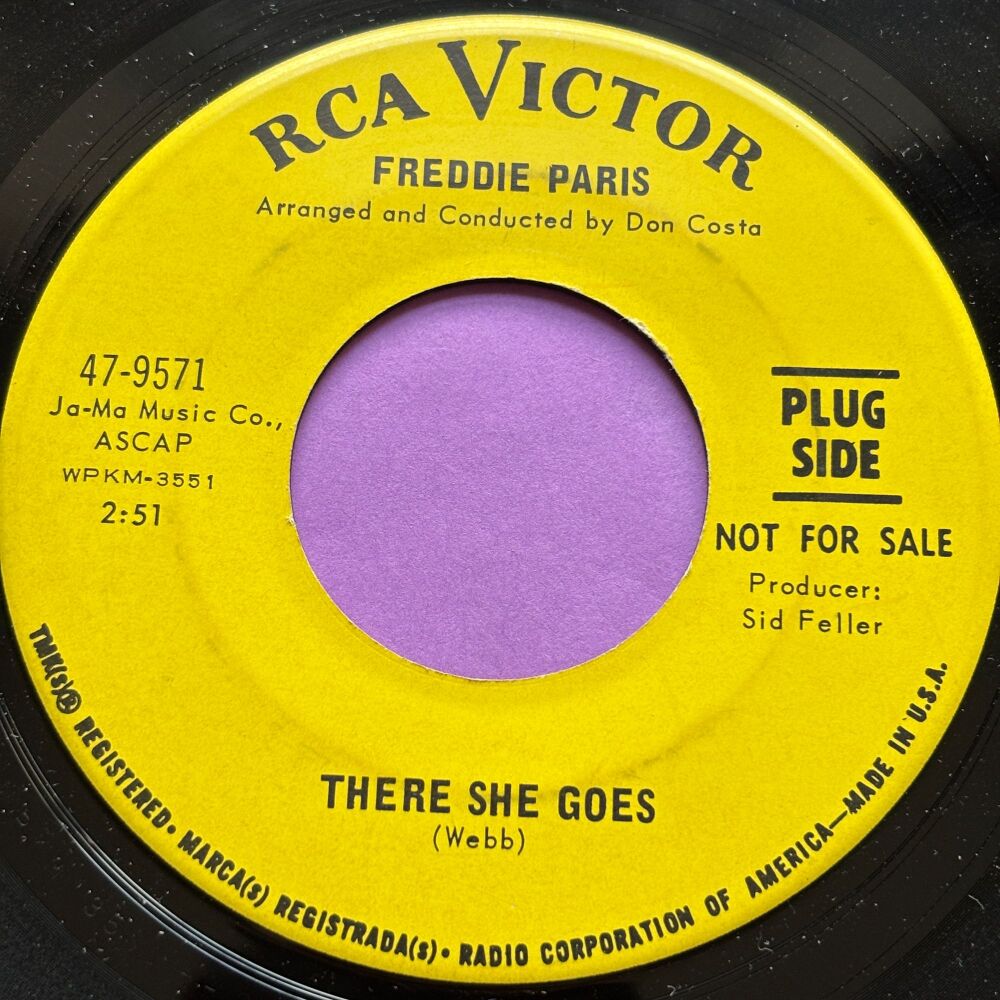 RCA VICTOR
FREDDIE PARIS
Arranged and Conducted by Don Costa
47-9571
Ja-Ma Music Co.,
ASCAP
WPKM-3551
2:51
PLUG
SIDE
NOT FOR SALE
Producer:
Sid Feller
THERE SHE GOES
(Webb)
TMK(s)® REGISTERED • MARCA(s) REGISTRADA(s) • RADIO CORPORATION OF AMERICA—MADE IN U.S.A.